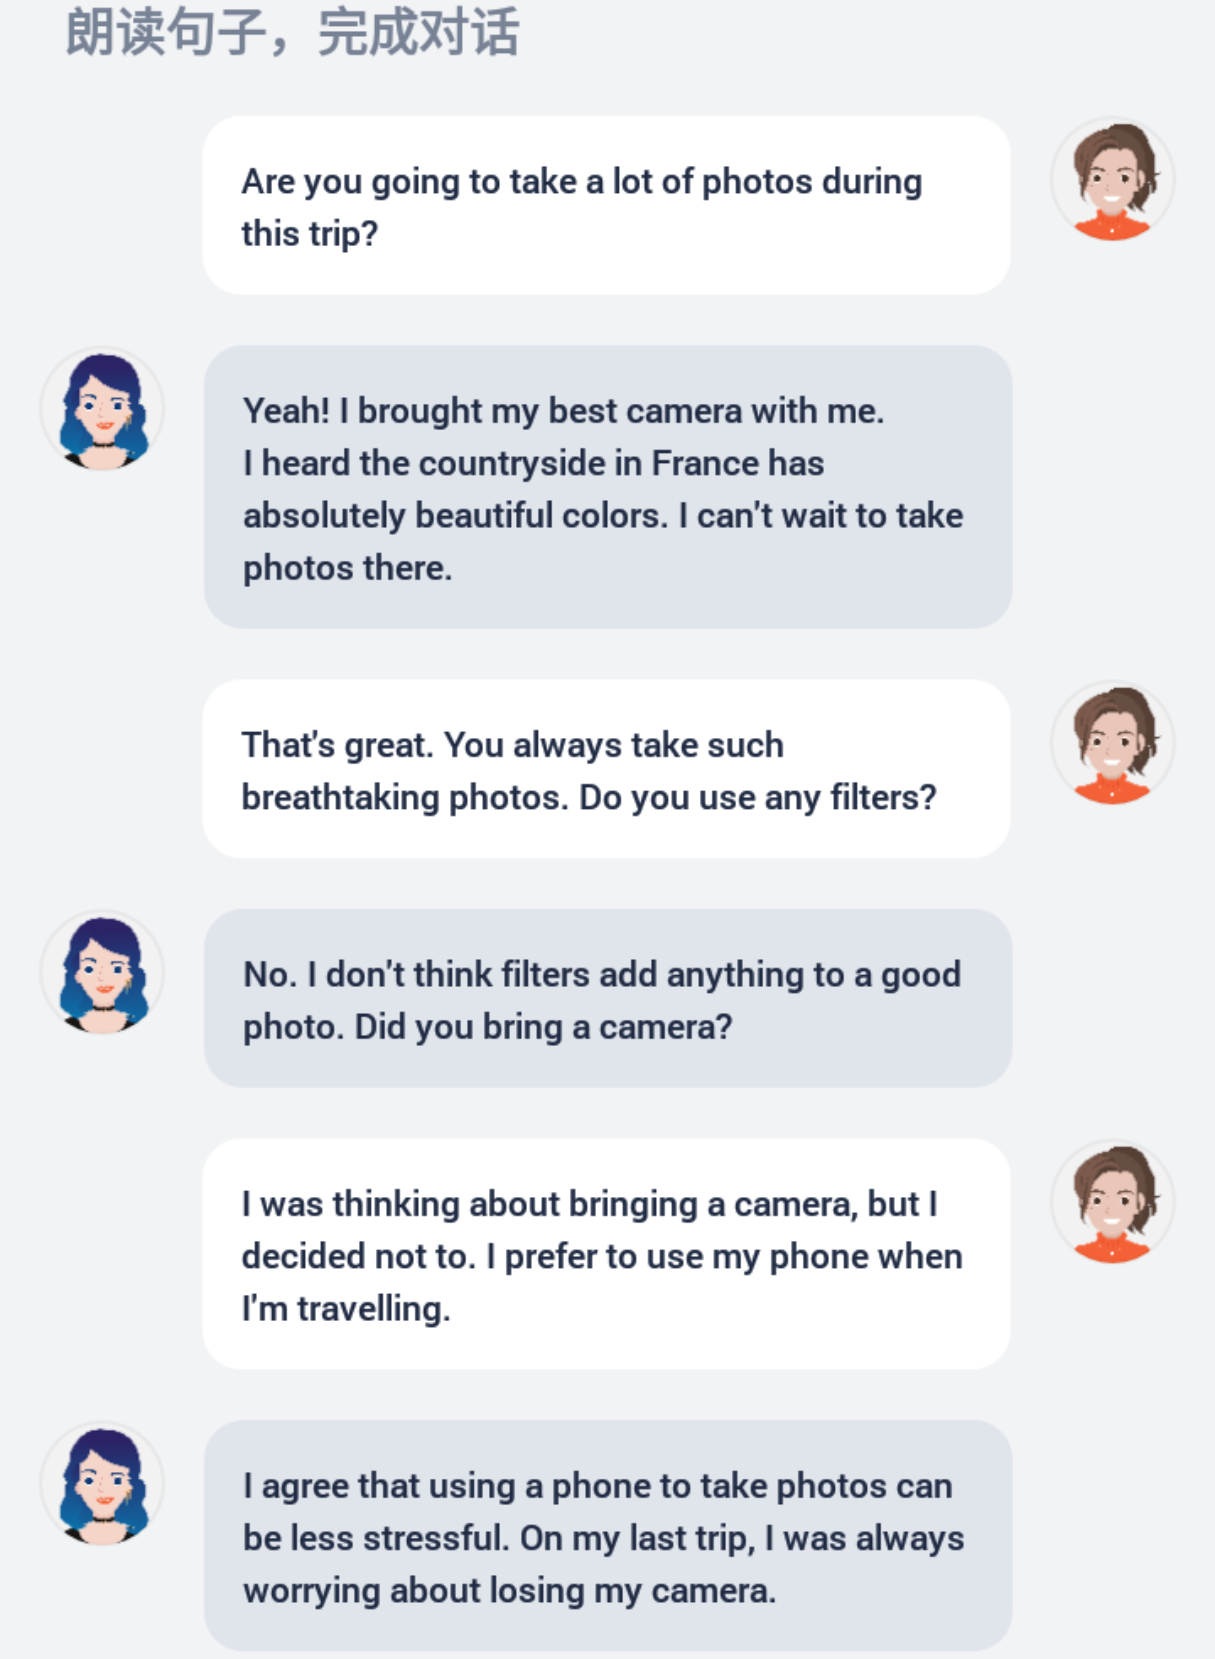 朗读句子，完成对话
Are you going to take a lot of photos during
this trip?
Yeah! I brought my best camera with me.
I heard the countryside in France has
absolutely beautiful colors. I can't wait to take
photos there.
That's great. You always take such
breathtaking photos. Do you use any filters?
No. I don't think filters add anything to a good
photo. Did you bring a camera?
I was thinking about bringing a camera, but I
decided not to. I prefer to use my phone when
I'm travelling.
I agree that using a phone to take photos can
be less stressful. On my last trip, I was always
worrying about losing my camera.